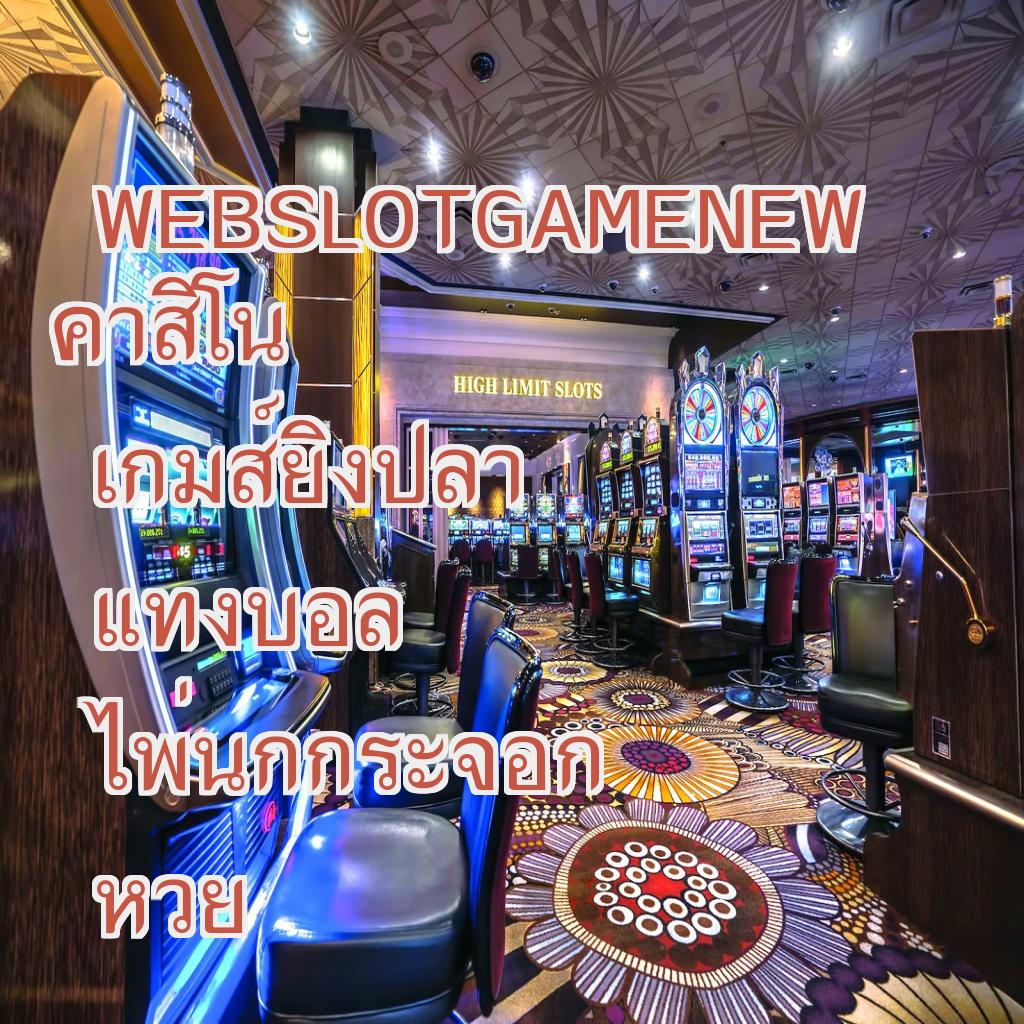 WEBSLOTGAMENEW
คาสิโน
HIGH LIMIT SLOTS
เกมส์ยิงปลา
แทงบอล
ไพ่นกกระจอก
หวย